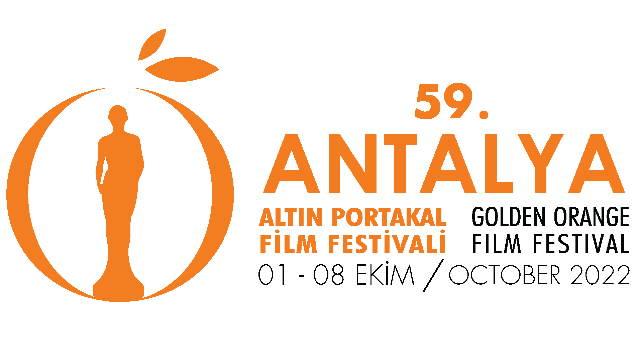 59.
ANTALYA
ALTIN PORTAKAL
FİLM FESTİVALİ
GOLDEN ORANGE
FILM FESTIVAL
01 - 08 EKİM / OCTOBER 2022